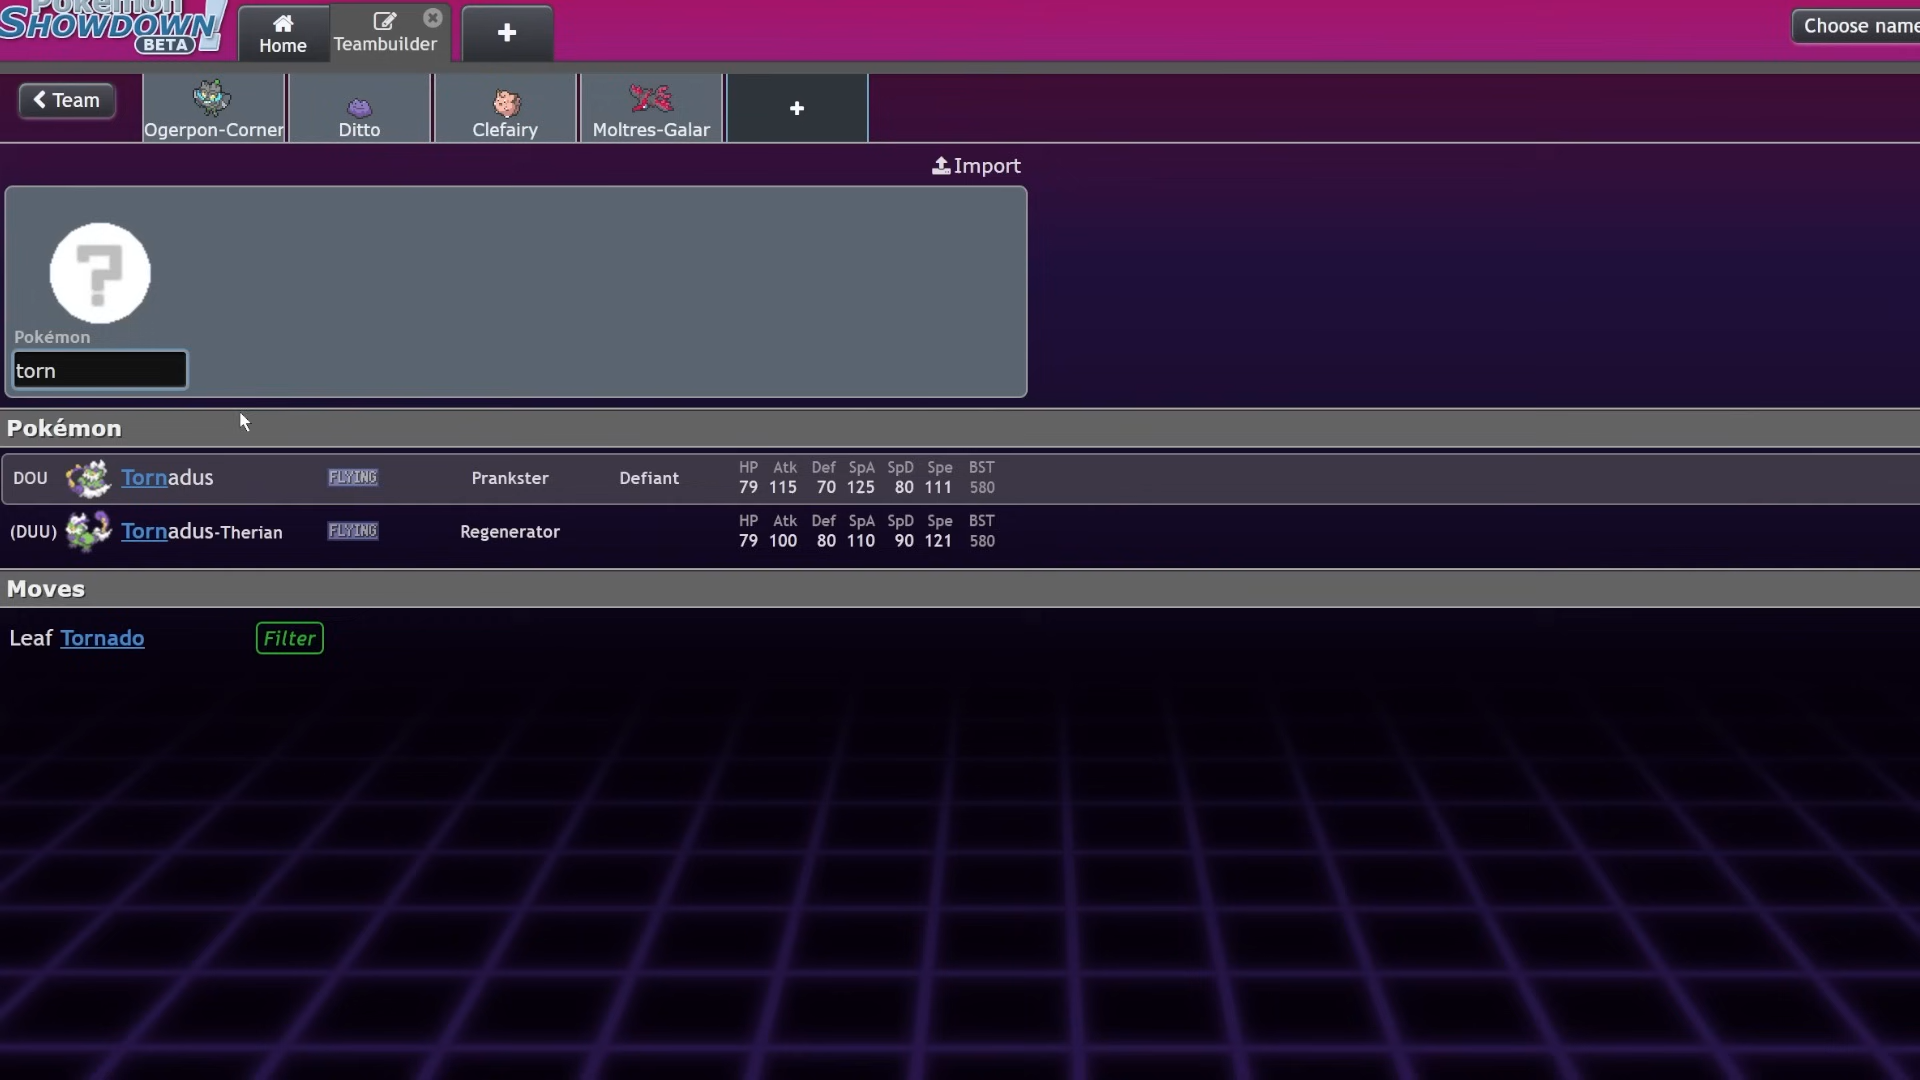 Pokémon
SHOWDOWN!
BETA
Home
Teambuilder
+
Choose name
Team
Ogerpon-Corner
Ditto
Clefairy
Moltres-Galar
+
Import
?
Pokémon
torn
Pokémon
DOU Tornadus FLYING Prankster Defiant HP 79 Atk 115 Def 70 SpA 125 SpD 80 Spe 111 BST 580
(DUU) Tornadus-Therian FLYING Regenerator HP 79 Atk 100 Def 80 SpA 110 SpD 90 Spe 121 BST 580
Moves
Leaf Tornado Filter